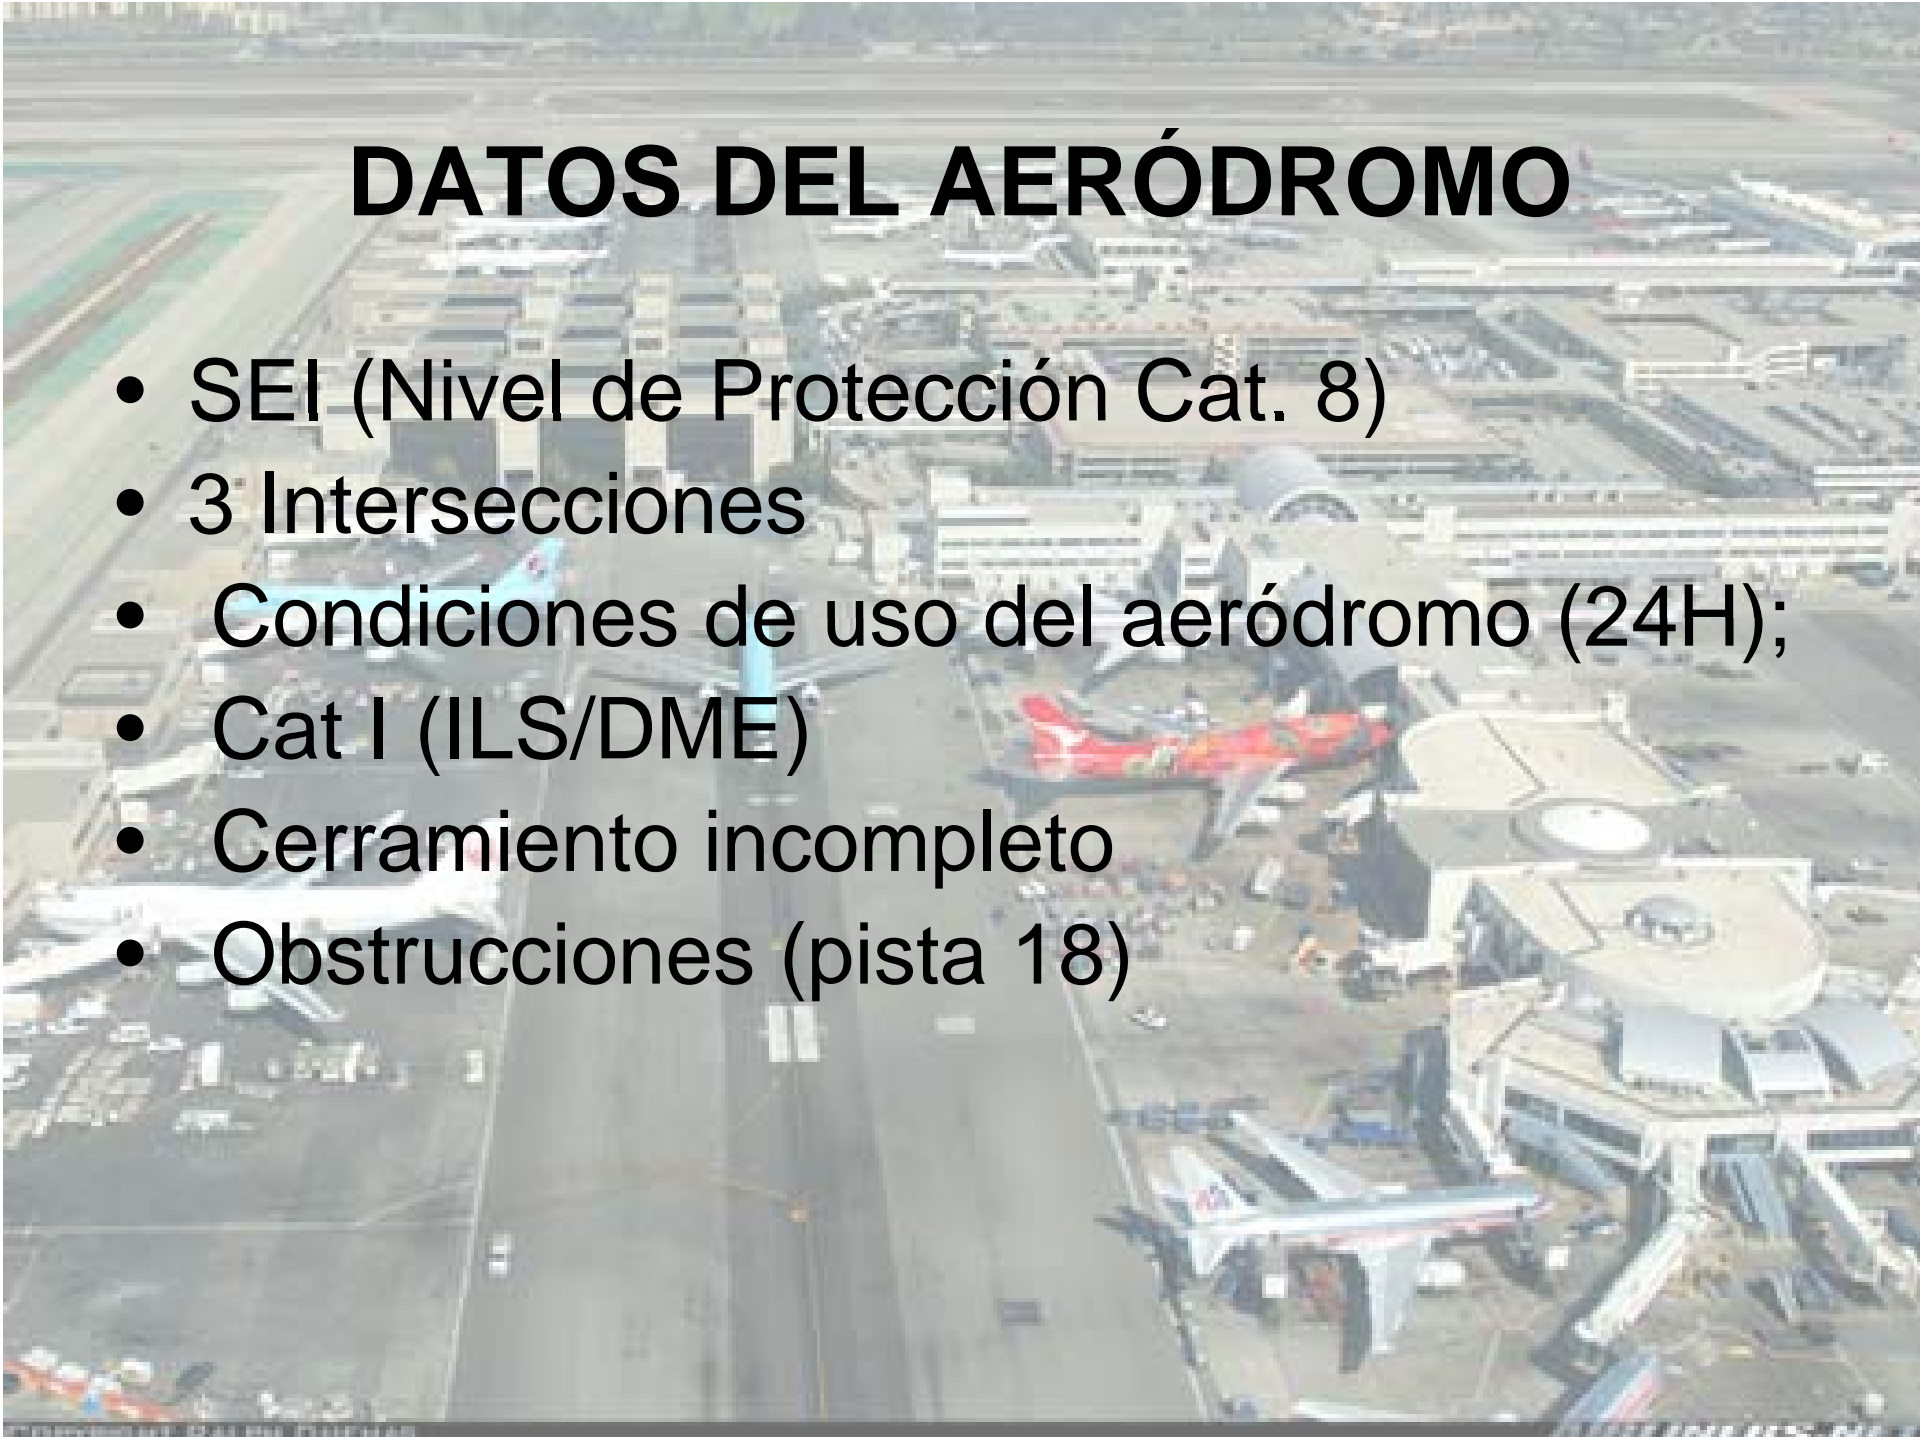 DATOS DEL AERÓDROMO
• SEI (Nivel de Protección Cat. 8)
• 3 Intersecciones
• Condiciones de uso del aeródromo (24H);
• Cat I (ILS/DME)
• Cerramiento incompleto
• Obstrucciones (pista 18)